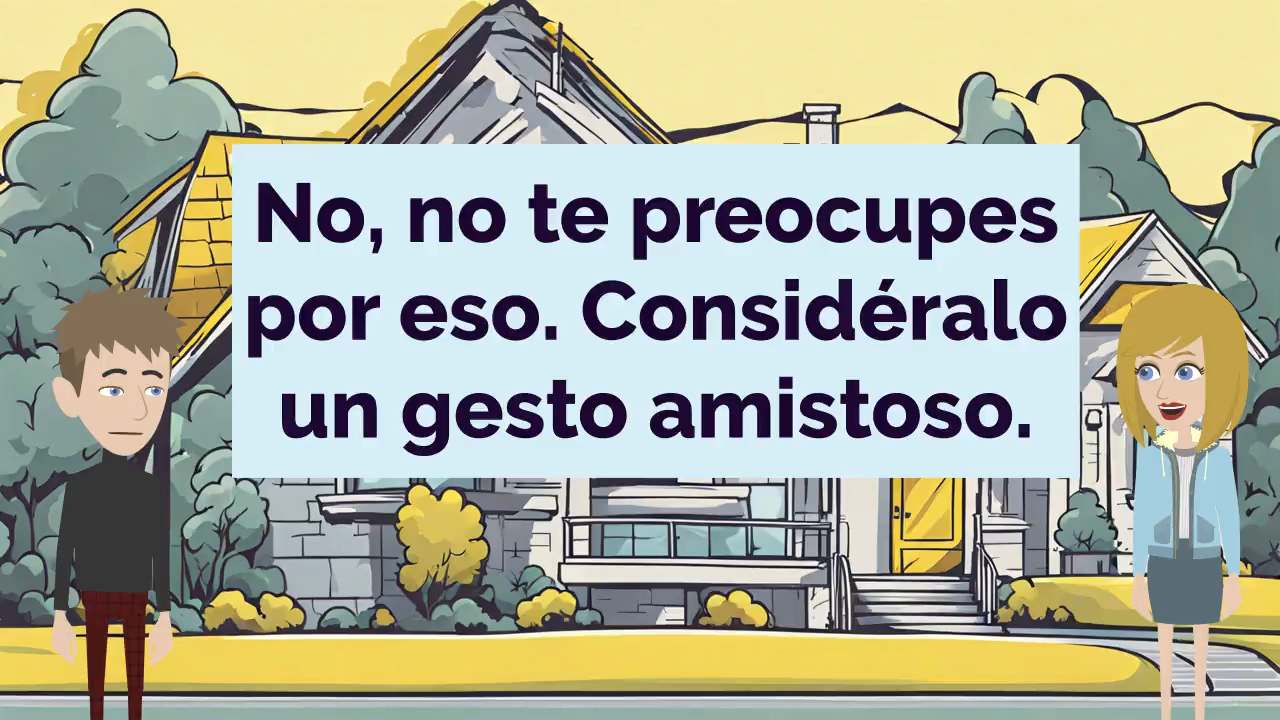 No, no te preocupes
por eso. Considéralo
un gesto amistoso.